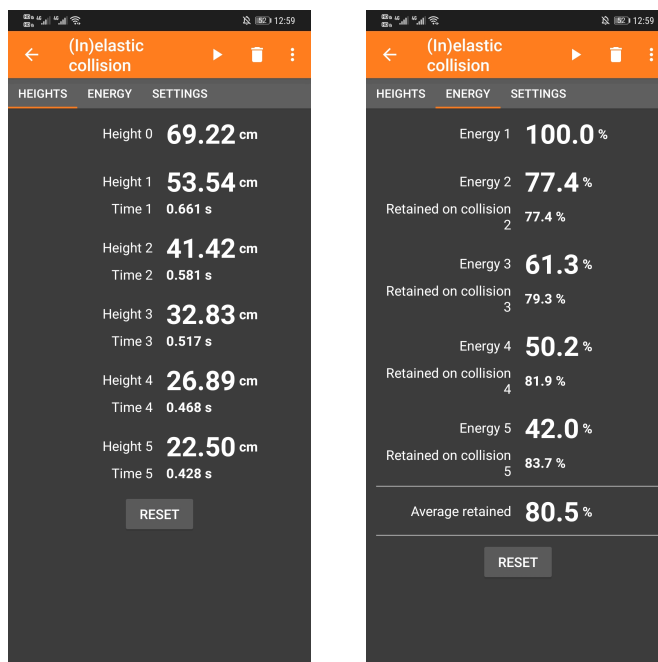 12:59
(In)elastic
collision
HEIGHTS ENERGY SETTINGS
Height 0 69.22 cm
Height 1 53.54 cm
Time 1 0.661 s
Height 2 41.42 cm
Time 2 0.581 s
Height 3 32.83 cm
Time 3 0.517 s
Height 4 26.89 cm
Time 4 0.468 s
Height 5 22.50 cm
Time 5 0.428 s
RESET
12:59
(In)elastic
collision
HEIGHTS ENERGY SETTINGS
Energy 1 100.0 %
Energy 2 77.4 %
Retained on collision
2
77.4 %
Energy 3 61.3 %
Retained on collision
3
79.3 %
Energy 4 50.2 %
Retained on collision
4
81.9 %
Energy 5 42.0 %
Retained on collision
5
83.7 %
Average retained 80.5 %
RESET